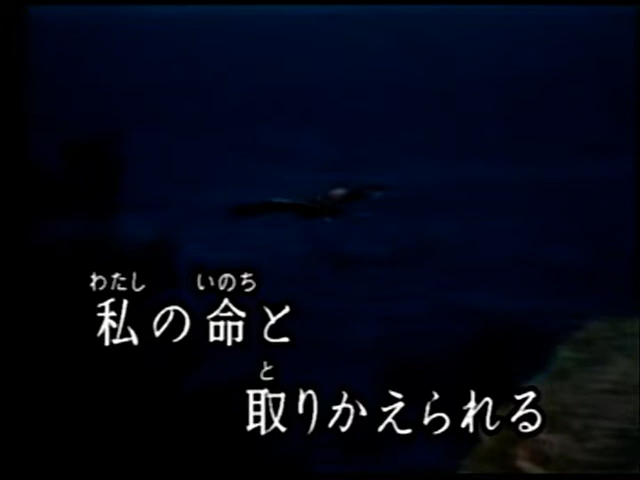 わたし いのち
私の命と
と
取りかえられる